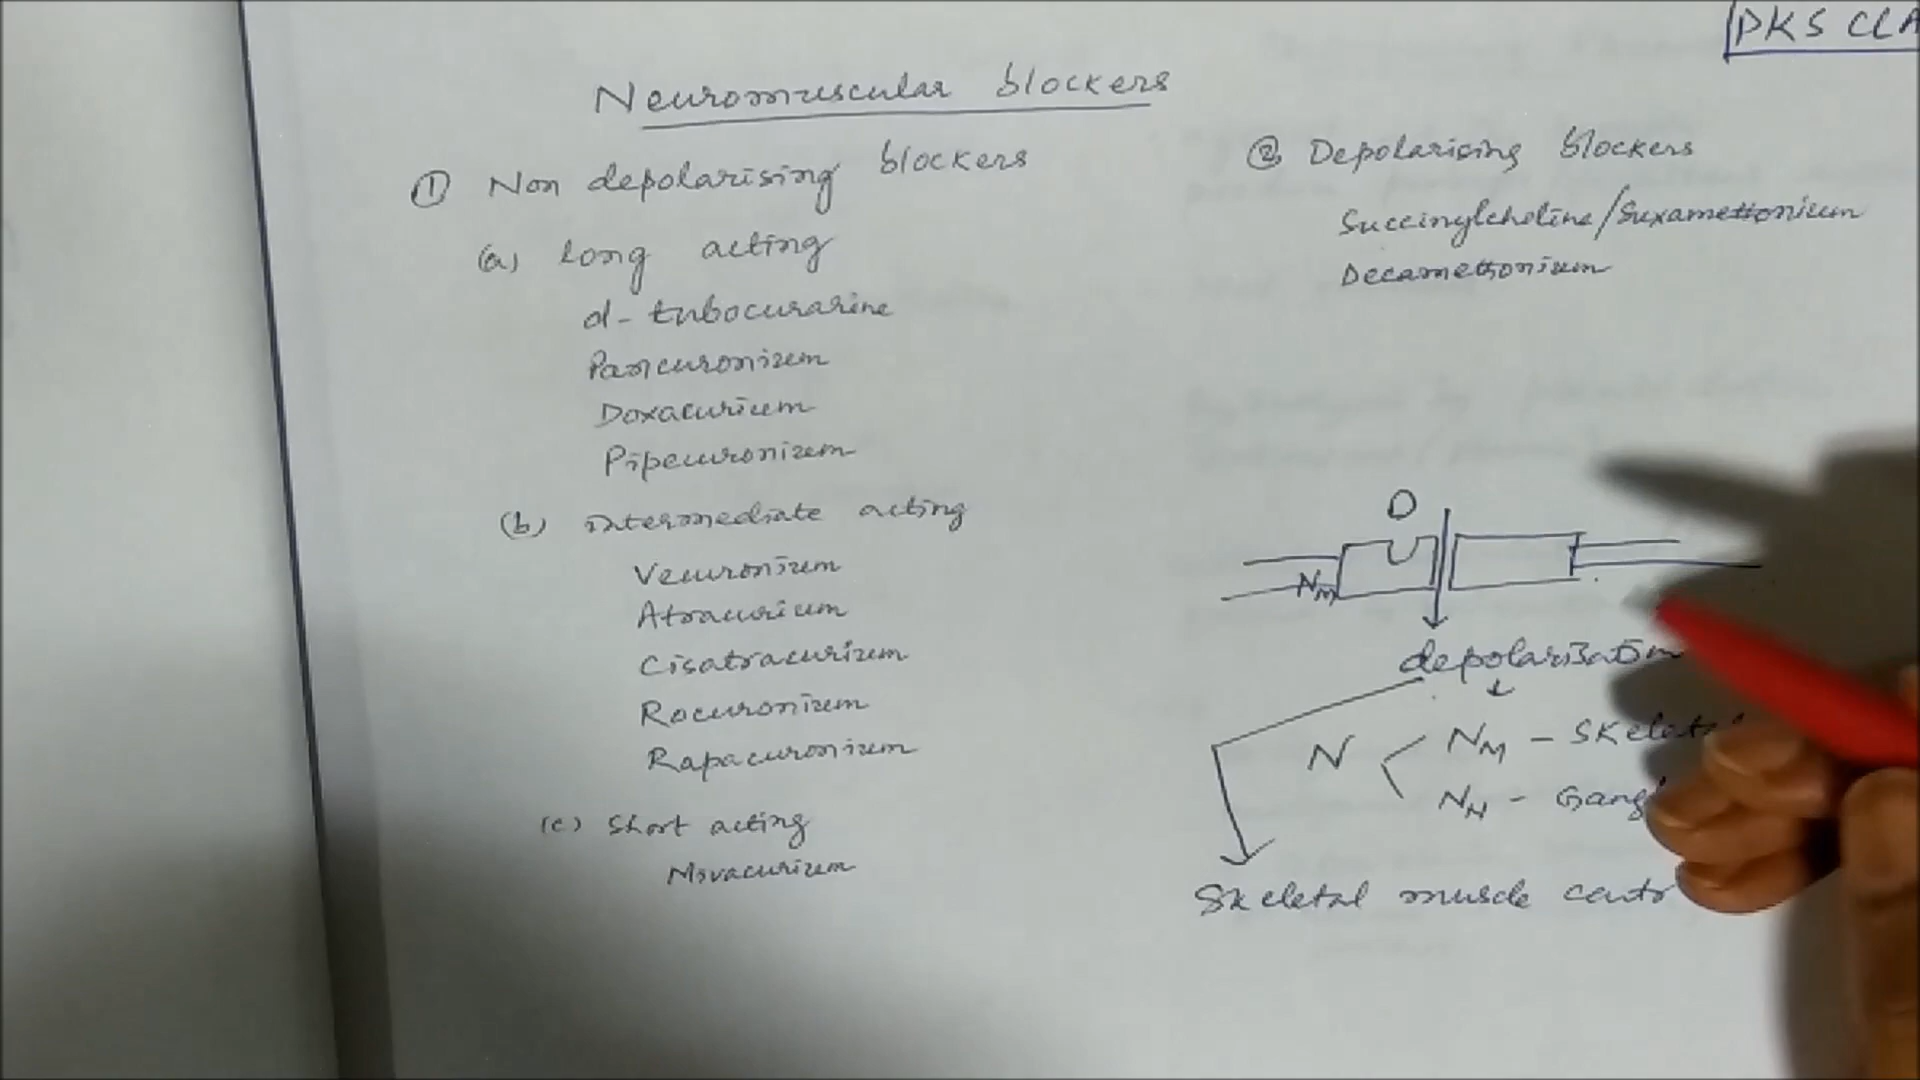 PKS CLA
Neuromuscular blockers
① Non depolarising blockers
(a) long acting
d-tubocurarine
Pancuronium
Doxacurium
Pipecuronium
(b) intermediate acting
Vecuronium
Atracurium
Cisatracurium
Rocuronium
Rapacuronium
(c) Short acting
Mivacurium
② Depolarising blockers
Succinylcholine/Suxamethonium
Decamethonium
D
NM
depolarization
N
NM - Skelet
NN - Gang
Skeletal muscle contr